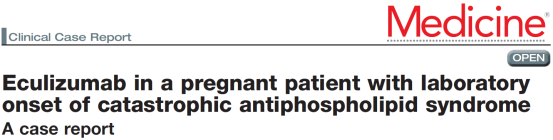 Clinical Case Report
Medicine®
OPEN
Eculizumab in a pregnant patient with laboratory
onset of catastrophic antiphospholipid syndrome
A case report